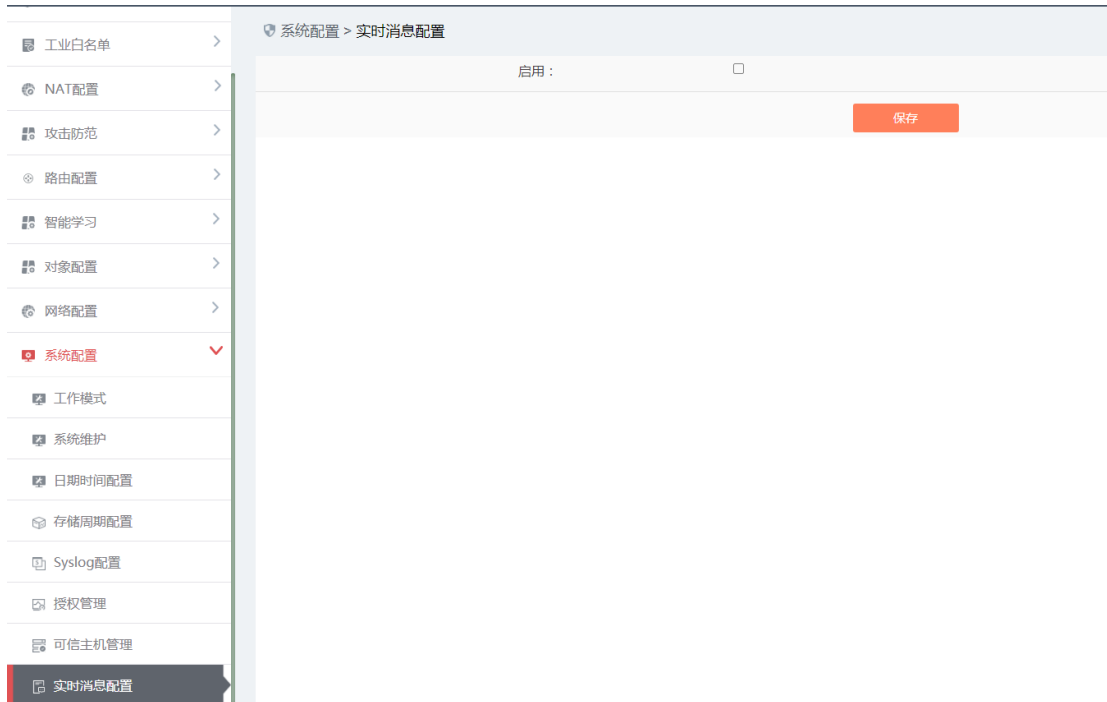 工业白名单
NAT配置
攻击防范
路由配置
智能学习
对象配置
网络配置
系统配置
工作模式
系统维护
日期时间配置
存储周期配置
Syslog配置
授权管理
可信主机管理
实时消息配置
系统配置 > 实时消息配置
启用：
保存